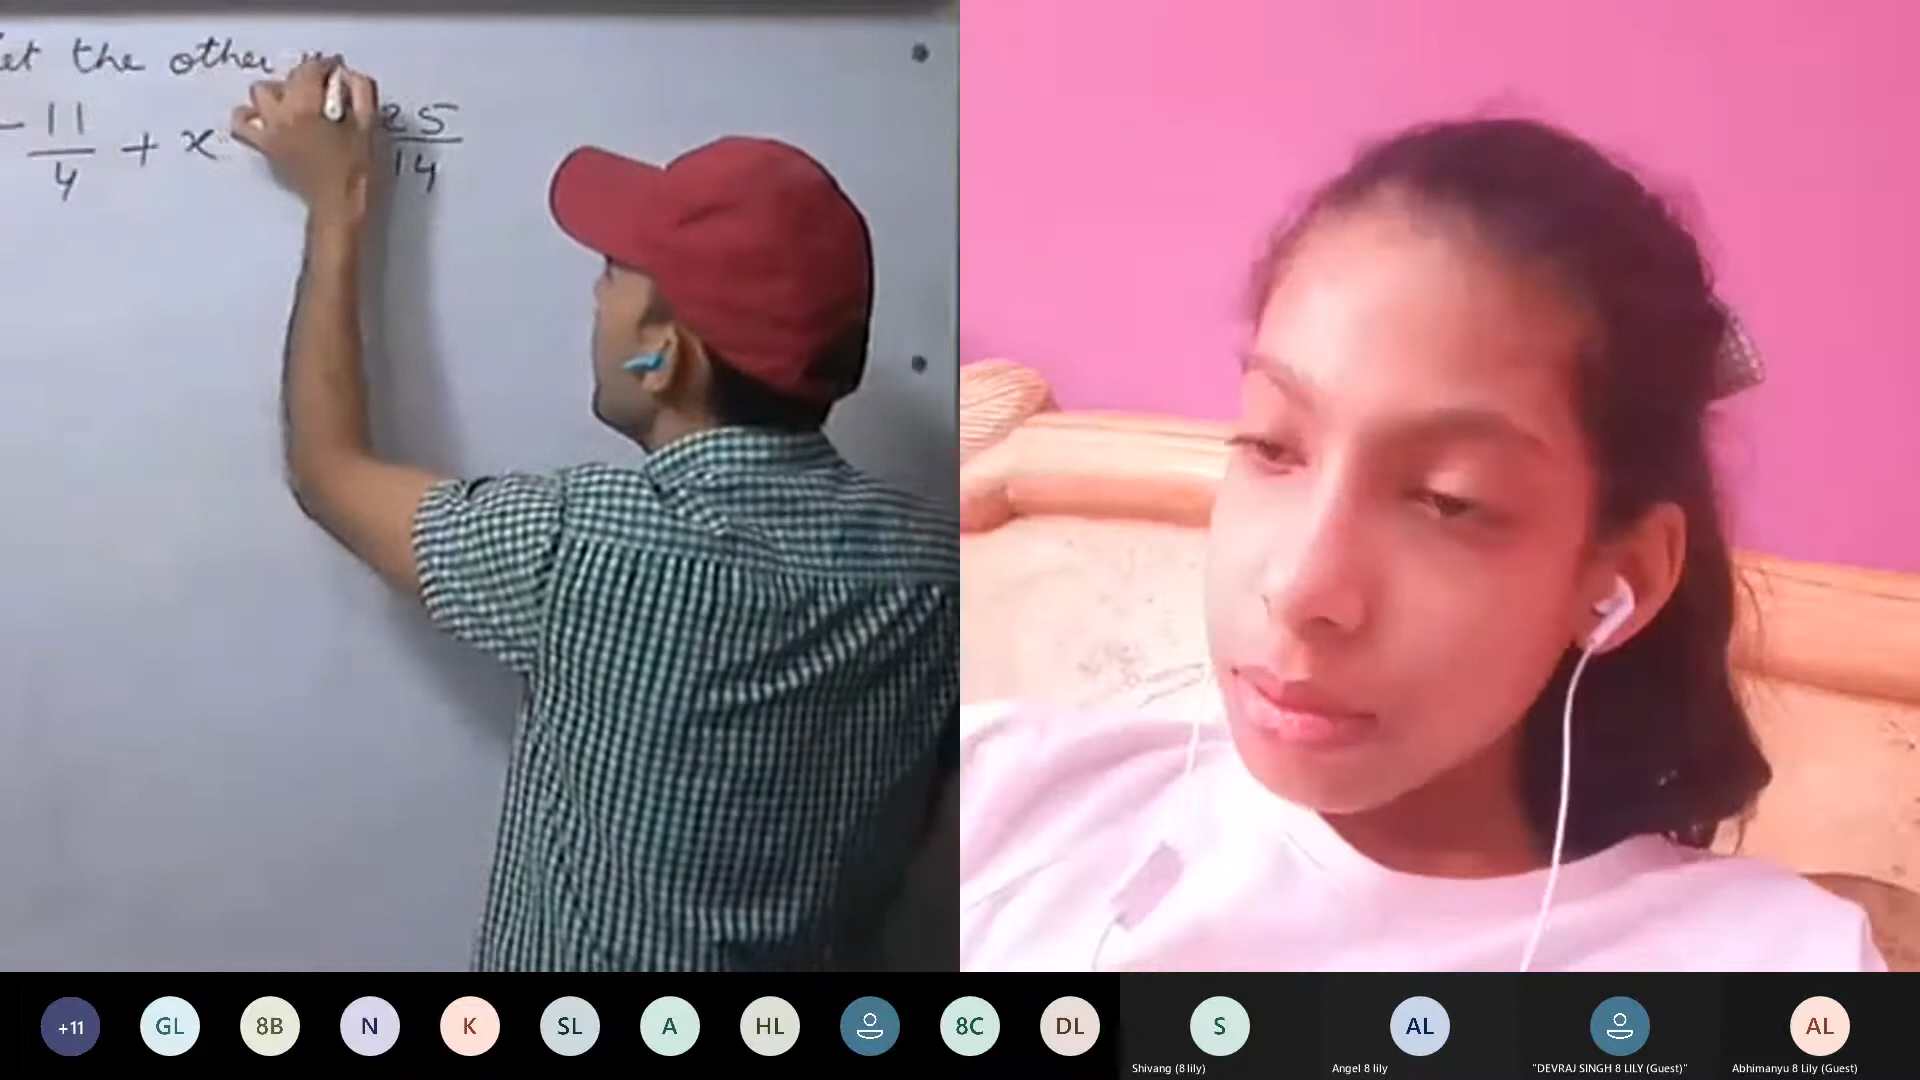 the other
-11/4 + x 25/14
+11 GL 8B N K SL A HL 8C DL S AL AL
Shivang (8 lily) Angel 8 lily "DEVRAJ SINGH 8 LILY (Guest)" Abhimanyu 8 Lily (Guest)